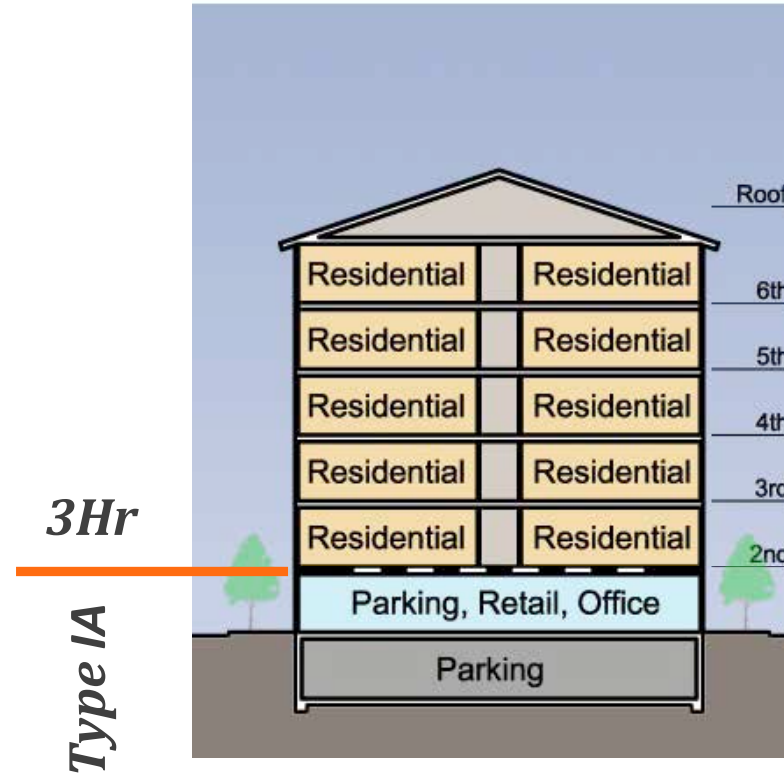 Roof
Residential Residential 6th
Residential Residential 5th
Residential Residential 4th
Residential Residential 3rd
3Hr
Residential Residential 2nd
Parking, Retail, Office
Type IA
Parking